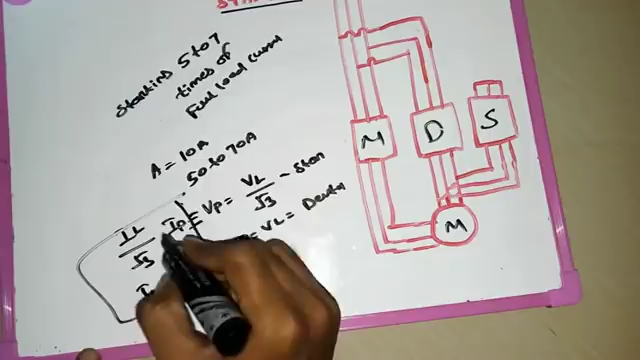 Starting 5 to 7
times of
Full load current
A = 10A
50 to 70A
Vp = VL / √3 - Star
= VL = Delta
IL / √3
Ip =
M
D
S
M